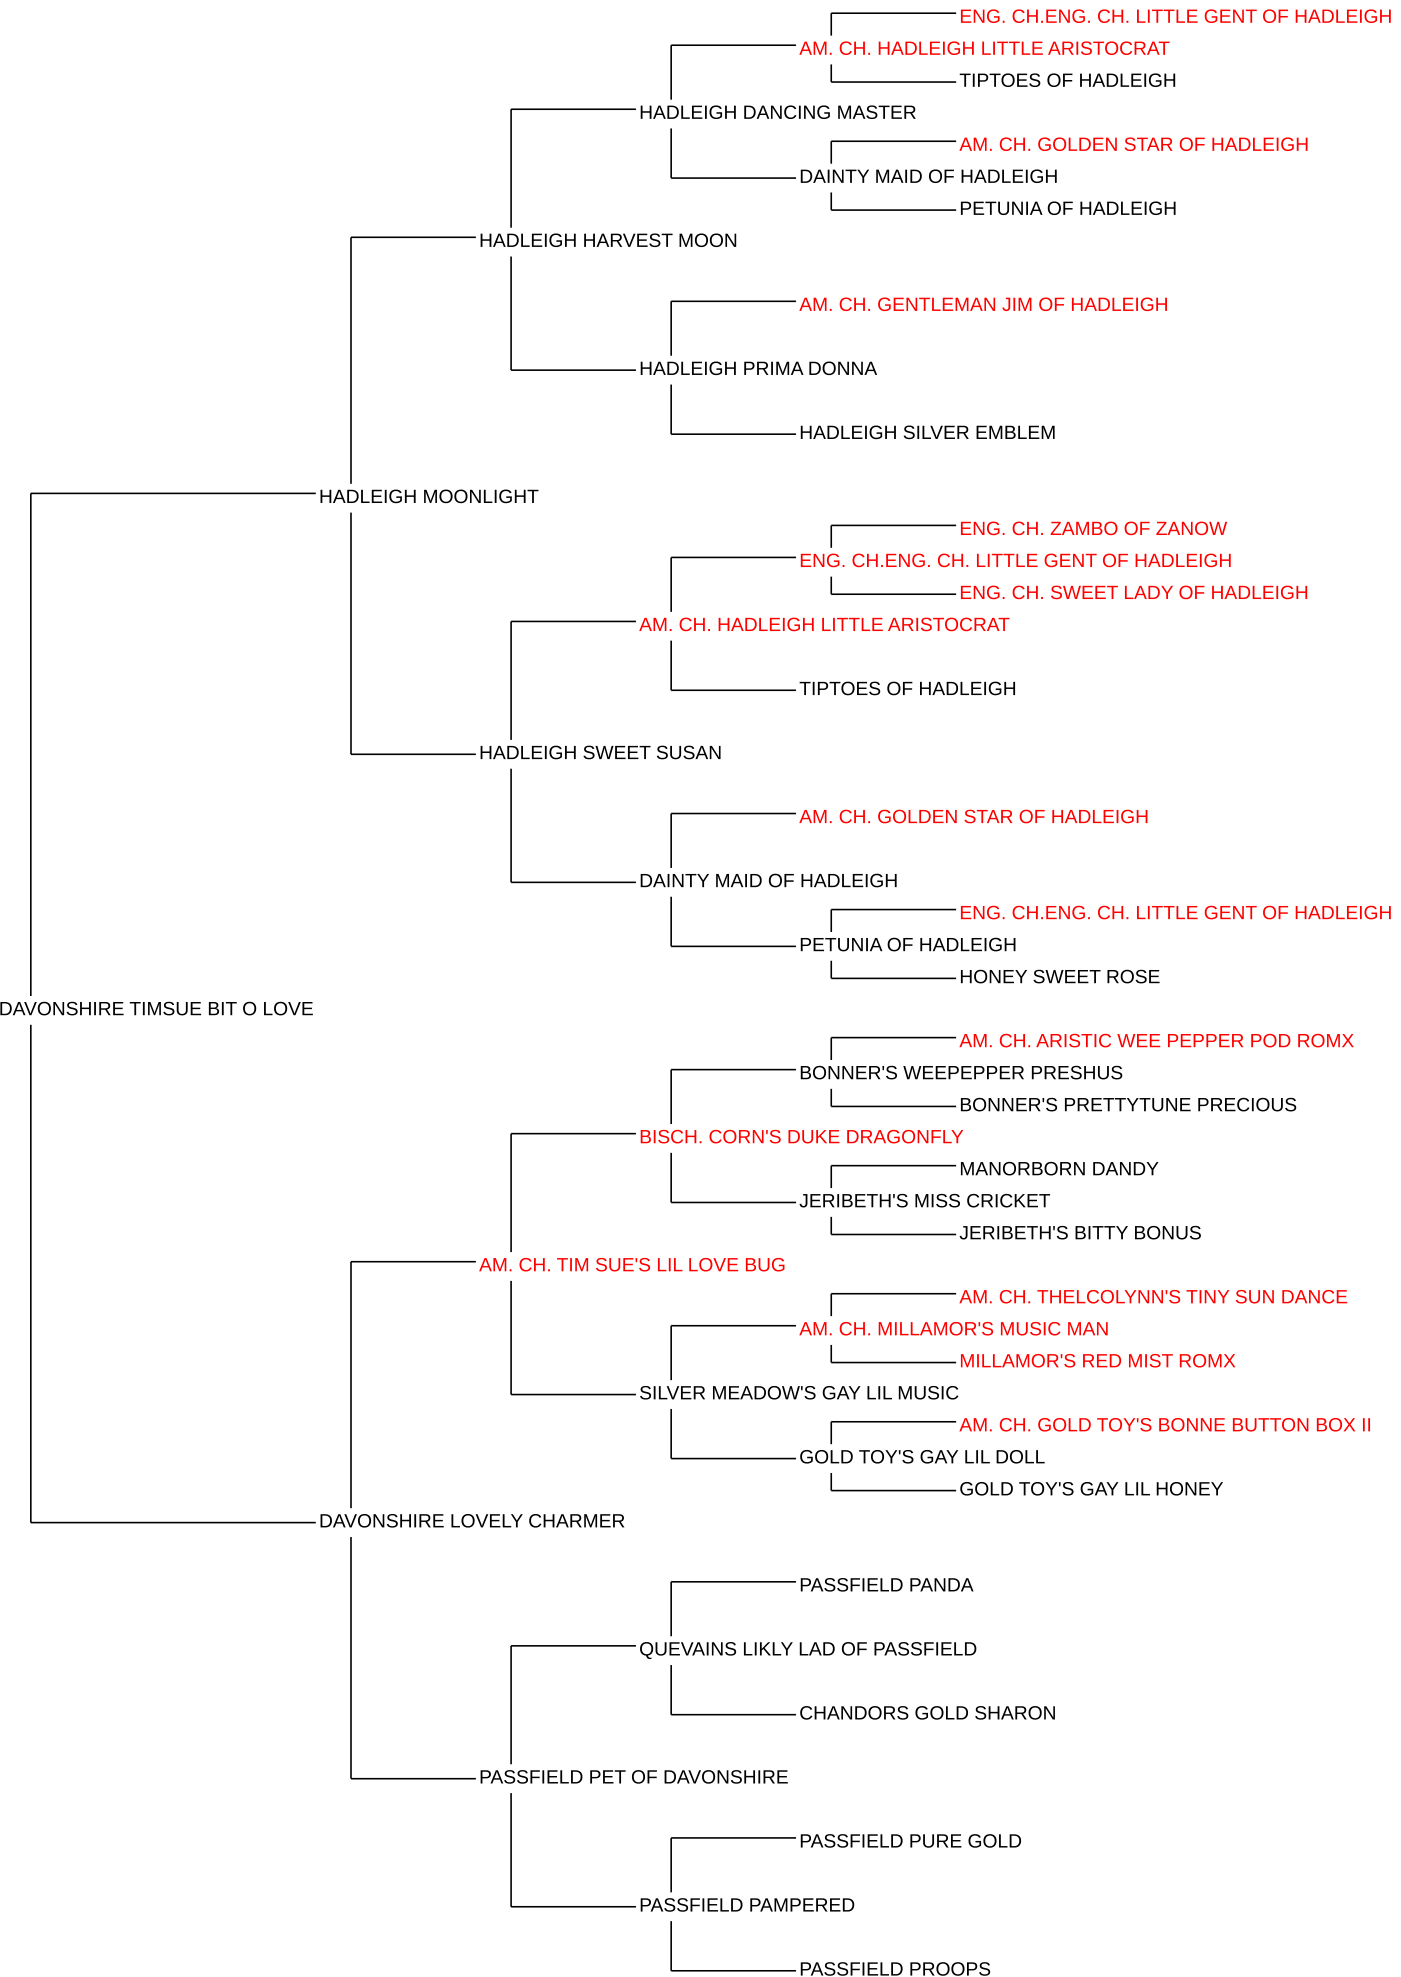 ENG. CH.ENG. CH. LITTLE GENT OF HADLEIGH
AM. CH. HADLEIGH LITTLE ARISTOCRAT
TIPTOES OF HADLEIGH
HADLEIGH DANCING MASTER
AM. CH. GOLDEN STAR OF HADLEIGH
DAINTY MAID OF HADLEIGH
PETUNIA OF HADLEIGH
HADLEIGH HARVEST MOON
AM. CH. GENTLEMAN JIM OF HADLEIGH
HADLEIGH PRIMA DONNA
HADLEIGH SILVER EMBLEM
HADLEIGH MOONLIGHT
ENG. CH. ZAMBO OF ZANOW
ENG. CH.ENG. CH. LITTLE GENT OF HADLEIGH
ENG. CH. SWEET LADY OF HADLEIGH
AM. CH. HADLEIGH LITTLE ARISTOCRAT
TIPTOES OF HADLEIGH
HADLEIGH SWEET SUSAN
AM. CH. GOLDEN STAR OF HADLEIGH
DAINTY MAID OF HADLEIGH
ENG. CH.ENG. CH. LITTLE GENT OF HADLEIGH
PETUNIA OF HADLEIGH
HONEY SWEET ROSE
DAVONSHIRE TIMSUE BIT O LOVE
AM. CH. ARISTIC WEE PEPPER POD ROMX
BONNER'S WEEPEPPER PRESHUS
BONNER'S PRETTYTUNE PRECIOUS
BISCH. CORN'S DUKE DRAGONFLY
MANORBORN DANDY
JERIBETH'S MISS CRICKET
JERIBETH'S BITTY BONUS
AM. CH. TIM SUE'S LIL LOVE BUG
AM. CH. THELCOLYNN'S TINY SUN DANCE
AM. CH. MILLAMOR'S MUSIC MAN
MILLAMOR'S RED MIST ROMX
SILVER MEADOW'S GAY LIL MUSIC
AM. CH. GOLD TOY'S BONNE BUTTON BOX II
GOLD TOY'S GAY LIL DOLL
GOLD TOY'S GAY LIL HONEY
DAVONSHIRE LOVELY CHARMER
PASSFIELD PANDA
QUEVAINS LIKLY LAD OF PASSFIELD
CHANDORS GOLD SHARON
PASSFIELD PET OF DAVONSHIRE
PASSFIELD PURE GOLD
PASSFIELD PAMPERED
PASSFIELD PROOPS